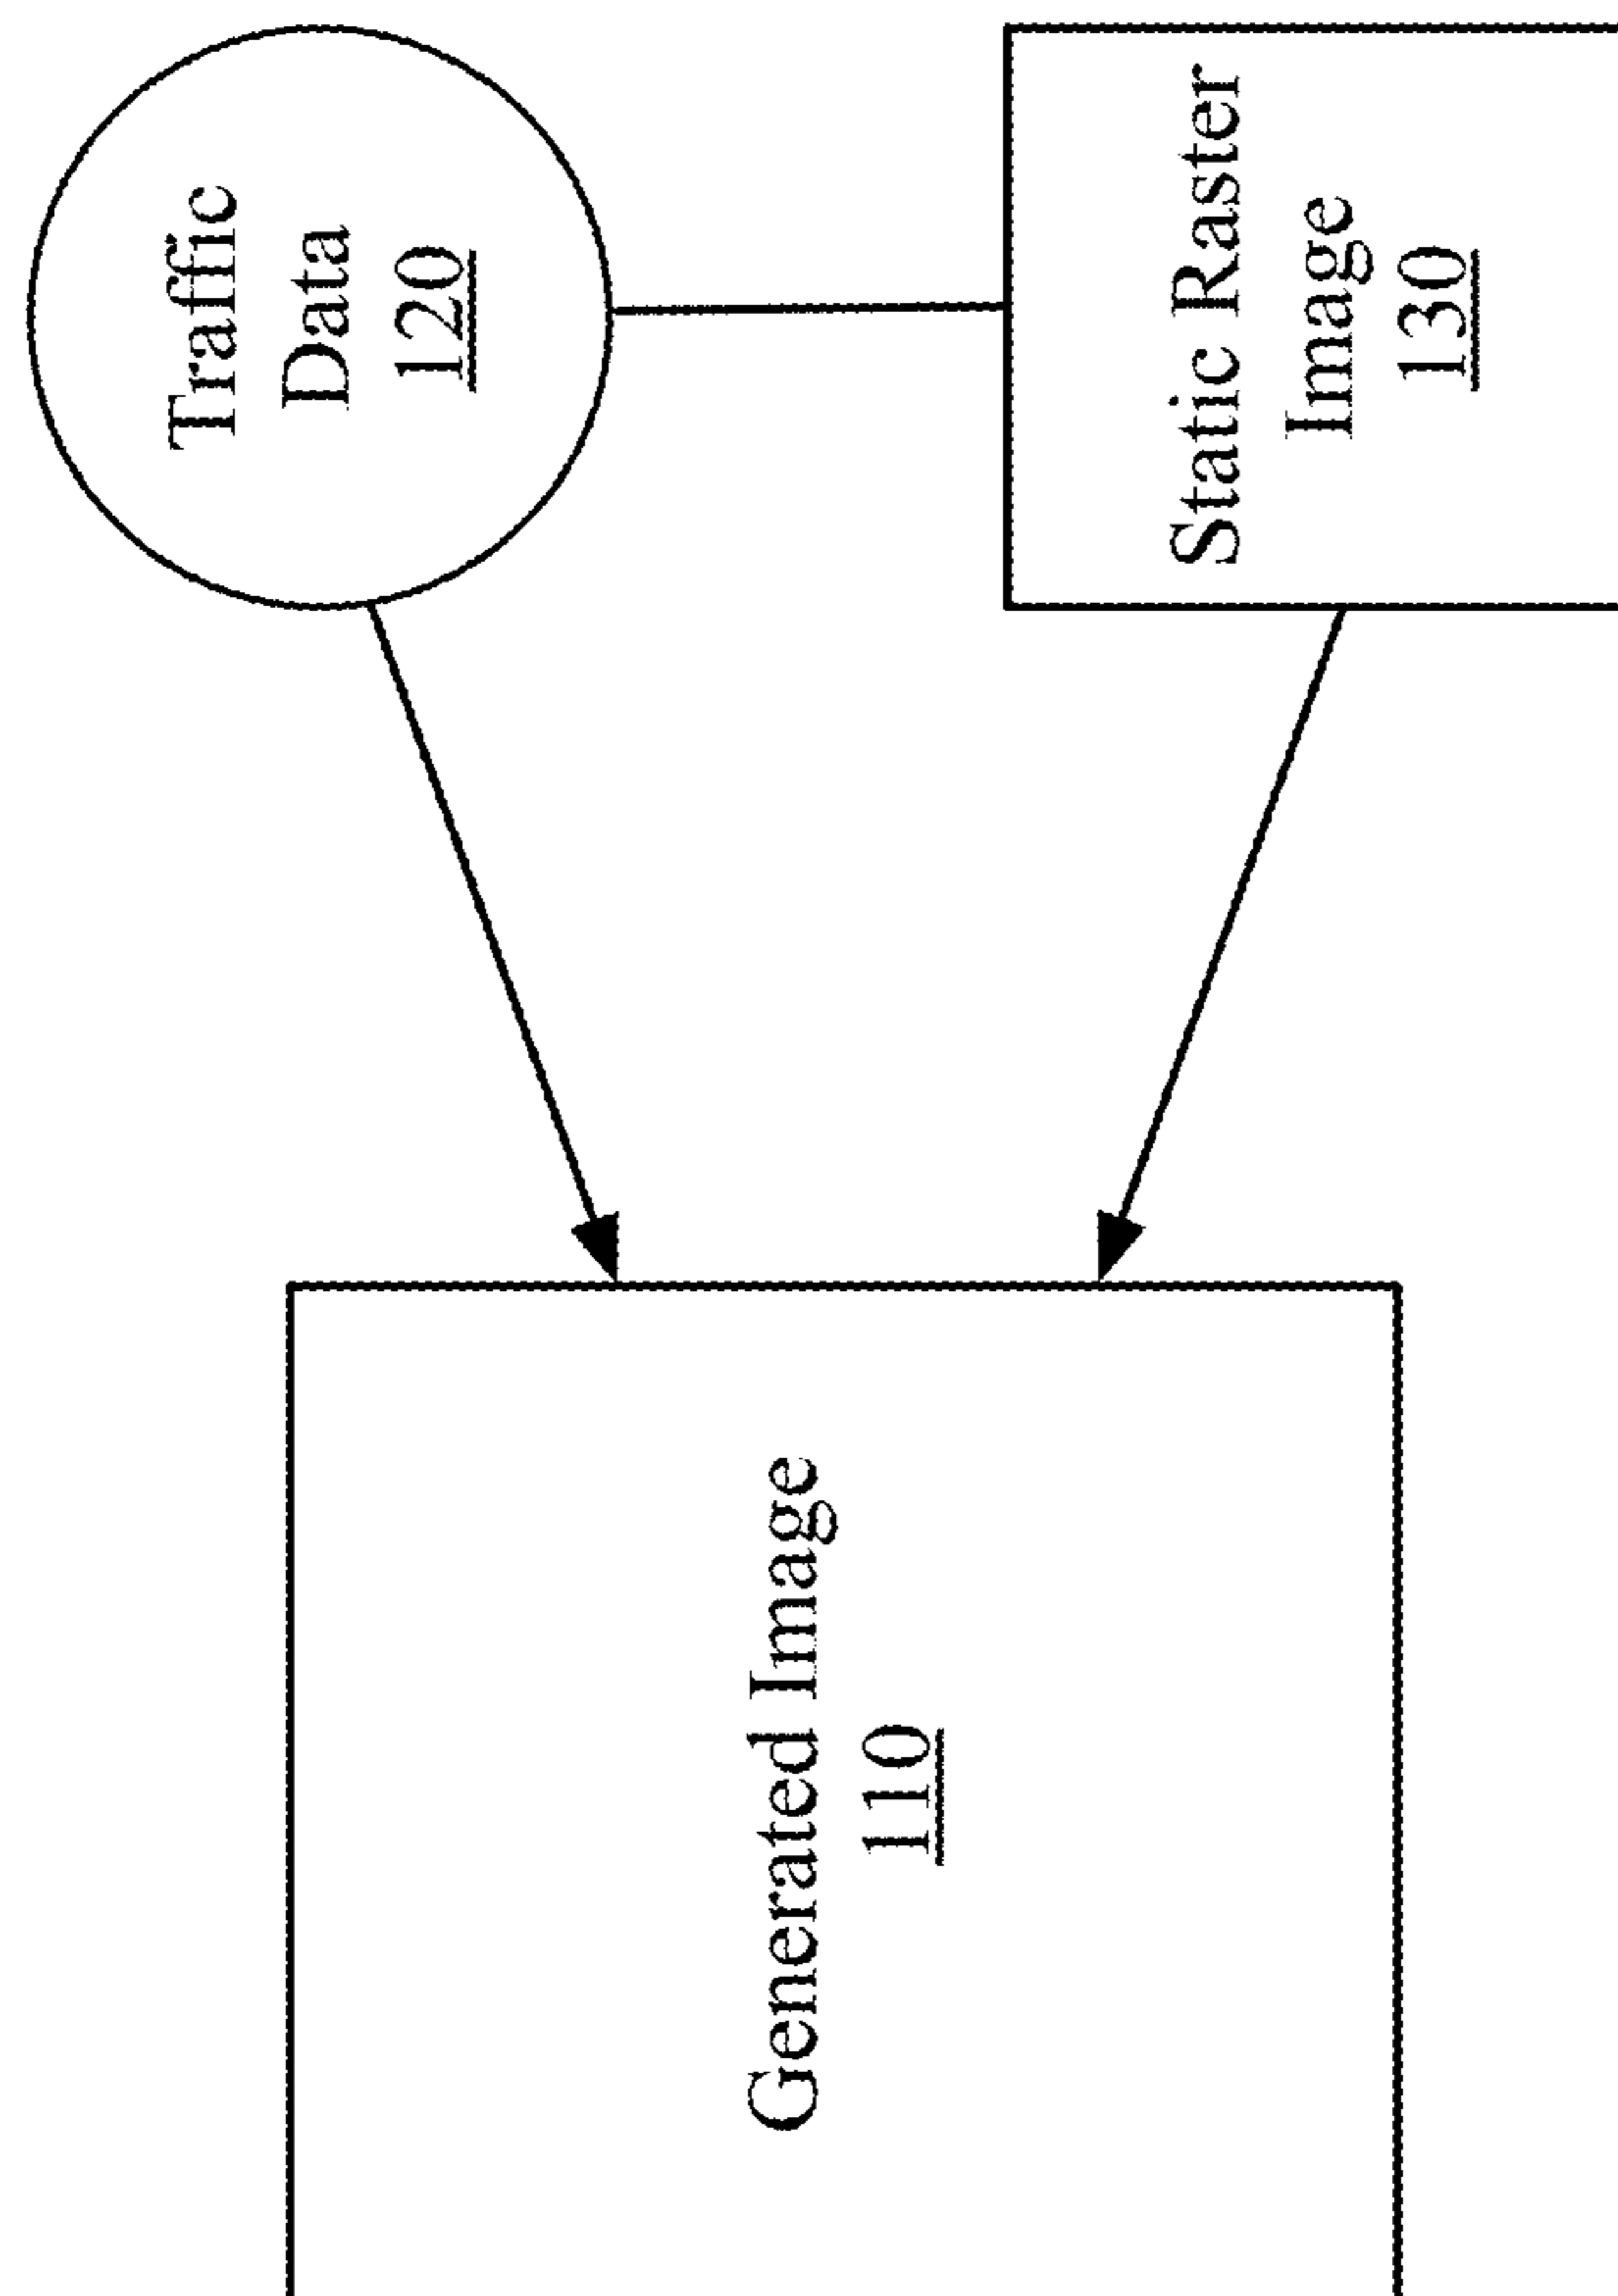 Traffic
Data
120
Static Raster
Image
130
Generated Image
110